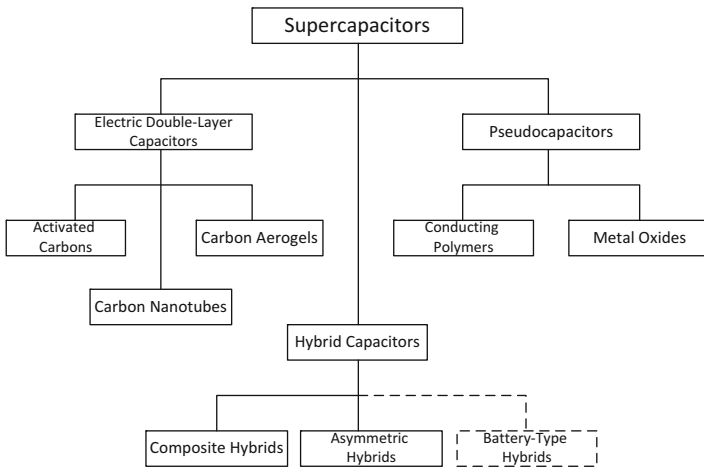 Supercapacitors
Electric Double-Layer
Capacitors
Pseudocapacitors
Activated
Carbons
Carbon Aerogels
Conducting
Polymers
Metal Oxides
Carbon Nanotubes
Hybrid Capacitors
Composite Hybrids
Asymmetric
Hybrids
Battery-Type
Hybrids